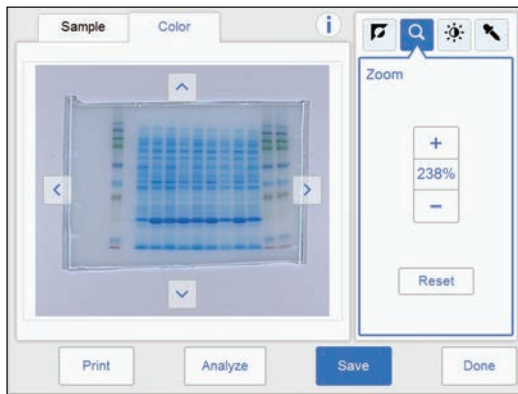 Sample
Color
i
Zoom
+
238%
−
Reset
Print
Analyze
Save
Done